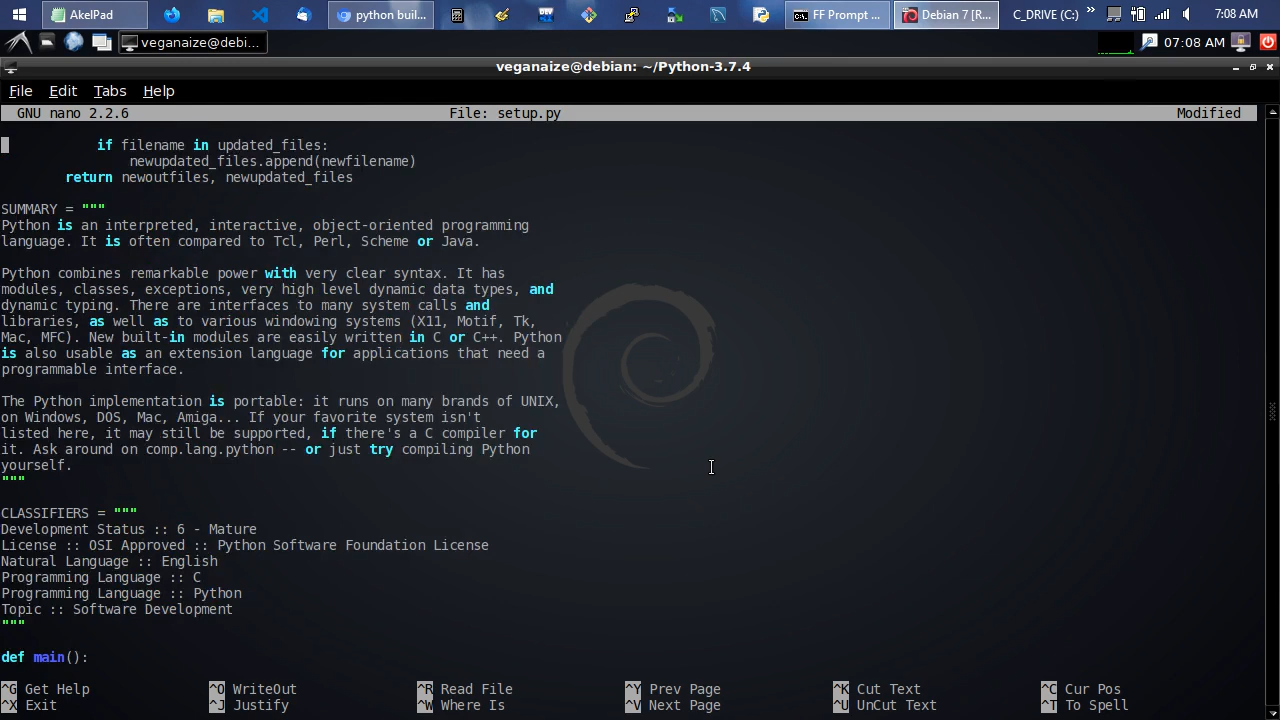 AkelPad
python buil...
FF Prompt ...
Debian 7 [R...
C_DRIVE (C:)
»
7:08 AM
veganaize@debi...
07:08 AM
veganaize@debian: ~/Python-3.7.4
File Edit Tabs Help
GNU nano 2.2.6 File: setup.py Modified
if filename in updated_files:
newupdated_files.append(newfilename)
return newoutfiles, newupdated_files
SUMMARY = """
Python is an interpreted, interactive, object-oriented programming
language. It is often compared to Tcl, Perl, Scheme or Java.
Python combines remarkable power with very clear syntax. It has
modules, classes, exceptions, very high level dynamic data types, and
dynamic typing. There are interfaces to many system calls and
libraries, as well as to various windowing systems (X11, Motif, Tk,
Mac, MFC). New built-in modules are easily written in C or C++. Python
is also usable as an extension language for applications that need a
programmable interface.
The Python implementation is portable: it runs on many brands of UNIX,
on Windows, DOS, Mac, Amiga... If your favorite system isn't
listed here, it may still be supported, if there's a C compiler for
it. Ask around on comp.lang.python -- or just try compiling Python
yourself.
"""
CLASSIFIERS = """
Development Status :: 6 - Mature
License :: OSI Approved :: Python Software Foundation License
Natural Language :: English
Programming Language :: C
Programming Language :: Python
Topic :: Software Development
"""
def main():
^G Get Help ^O WriteOut ^R Read File ^Y Prev Page ^K Cut Text ^C Cur Pos
^X Exit ^J Justify ^W Where Is ^V Next Page ^U UnCut Text ^T To Spell